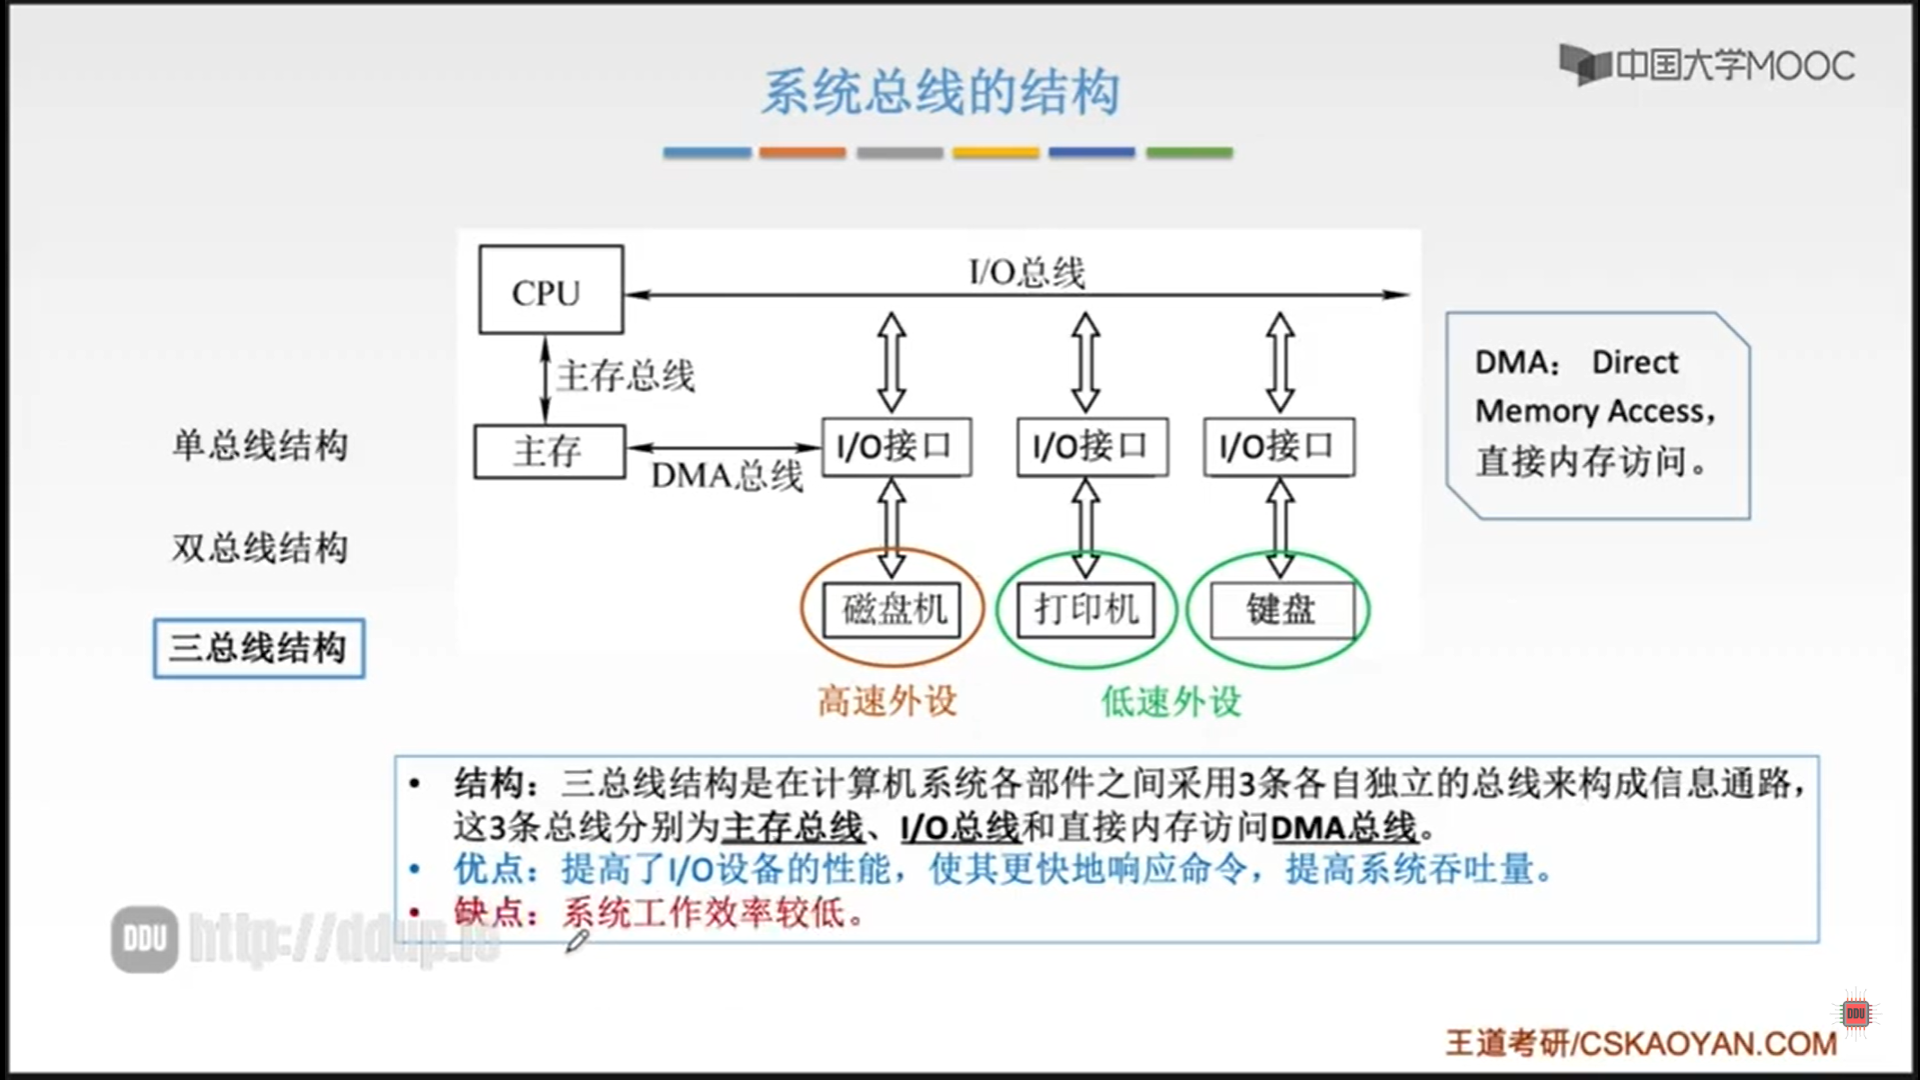 中国大学MOOC
系统总线的结构
CPU
I/O总线
主存总线
主存
DMA总线
I/O接口
I/O接口
I/O接口
磁盘机
打印机
键盘
高速外设
低速外设
DMA： Direct
Memory Access，
直接内存访问。
单总线结构
双总线结构
三总线结构
• 结构：三总线结构是在计算机系统各部件之间采用3条各自独立的总线来构成信息通路，
这3条总线分别为主存总线、I/O总线和直接内存访问DMA总线。
• 优点：提高了I/O设备的性能，使其更快地响应命令，提高系统吞吐量。
• 缺点：系统工作效率较低。
DDU http://ddup.io
DDU
王道考研/CSKAOYAN.COM